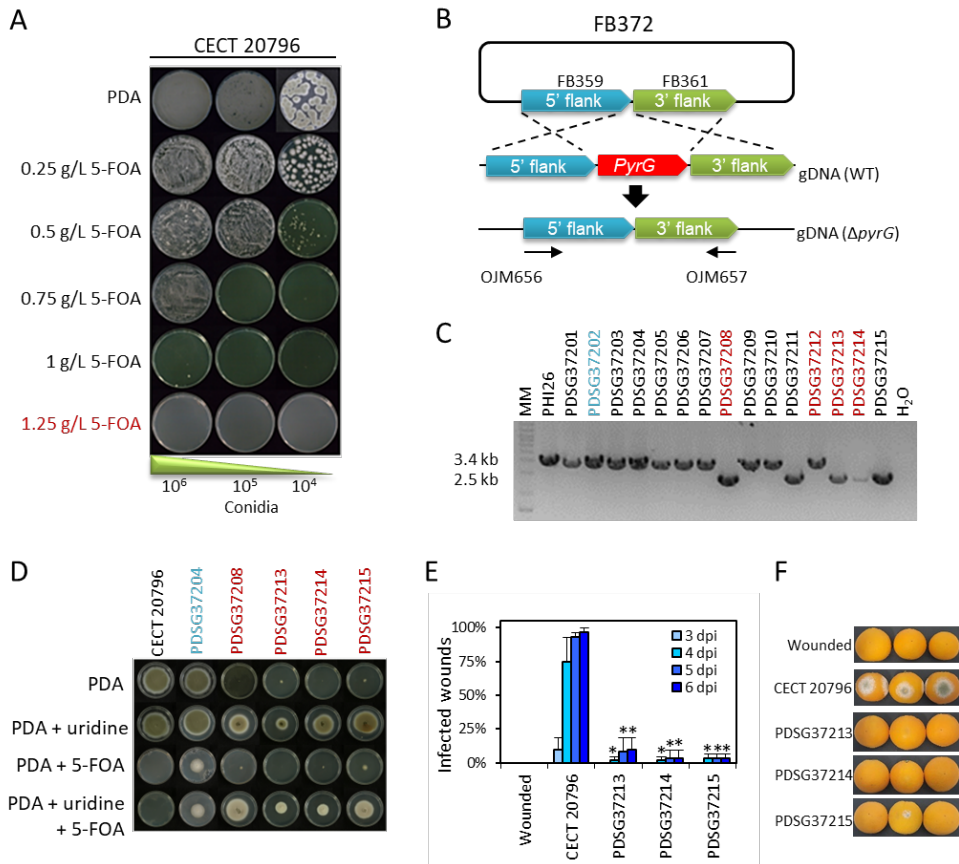 A
CECT 20796
PDA
0.25 g/L 5-FOA
0.5 g/L 5-FOA
0.75 g/L 5-FOA
1 g/L 5-FOA
1.25 g/L 5-FOA
10⁶ 10⁵ 10⁴
Conidia
B
FB372
FB359 FB361
5’ flank 3’ flank
5’ flank PyrG 3’ flank gDNA (WT)
5’ flank 3’ flank gDNA (ΔpyrG)
OJM656 OJM657
C
MM PHI26 PDSG37201 PDSG37202 PDSG37203 PDSG37204 PDSG37205 PDSG37206 PDSG37207 PDSG37208 PDSG37209 PDSG37210 PDSG37211 PDSG37212 PDSG37213 PDSG37214 PDSG37215 H₂O
3.4 kb
2.5 kb
D
CECT 20796 PDSG37204 PDSG37208 PDSG37213 PDSG37214 PDSG37215
PDA
PDA + uridine
PDA + 5-FOA
PDA + uridine
+ 5-FOA
E
Infected wounds
100%
75%
50%
25%
0%
3 dpi
4 dpi
5 dpi
6 dpi
* ** * ** ***
Wounded CECT 20796 PDSG37213 PDSG37214 PDSG37215
F
Wounded
CECT 20796
PDSG37213
PDSG37214
PDSG37215